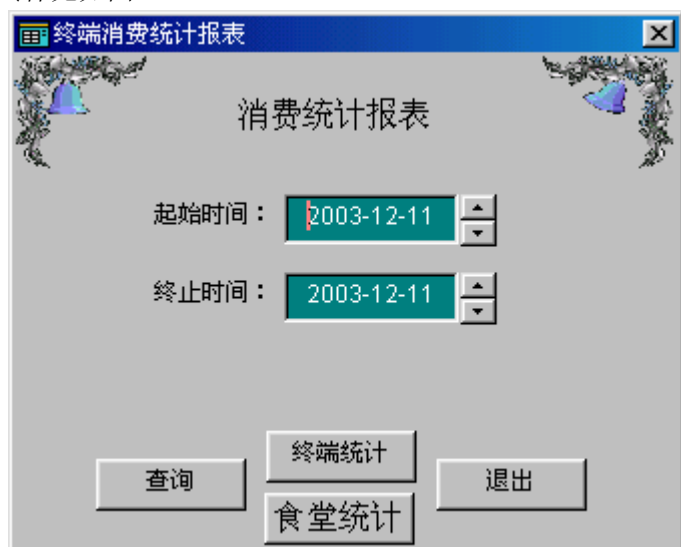 终端消费统计报表
消费统计报表
起始时间： 2003-12-11
终止时间： 2003-12-11
终端统计
查询
退出
食堂统计